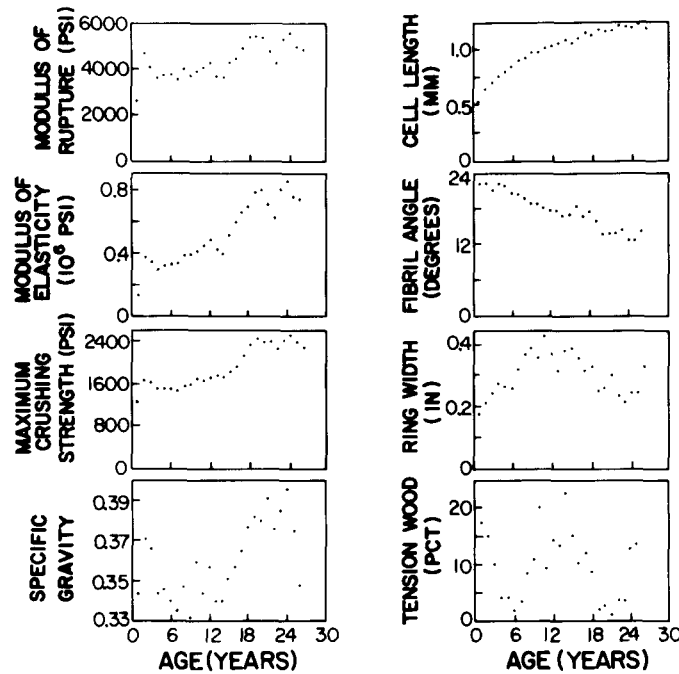 MODULUS OF
RUPTURE (PSI)
6000
4000
2000
0
CELL LENGTH
(MM)
1.0
0.5
0
MODULUS OF
ELASTICITY
(10⁶ PSI)
0.8
0.4
0
FIBRIL ANGLE
(DEGREES)
24
12
0
MAXIMUM
CRUSHING
STRENGTH (PSI)
2400
1600
800
0
RING WIDTH
(IN)
0.4
0.2
0
SPECIFIC
GRAVITY
0.39
0.37
0.35
0.33
0 6 12 18 24 30
AGE (YEARS)
TENSION WOOD
(PCT)
20
10
0
0 6 12 18 24 30
AGE (YEARS)